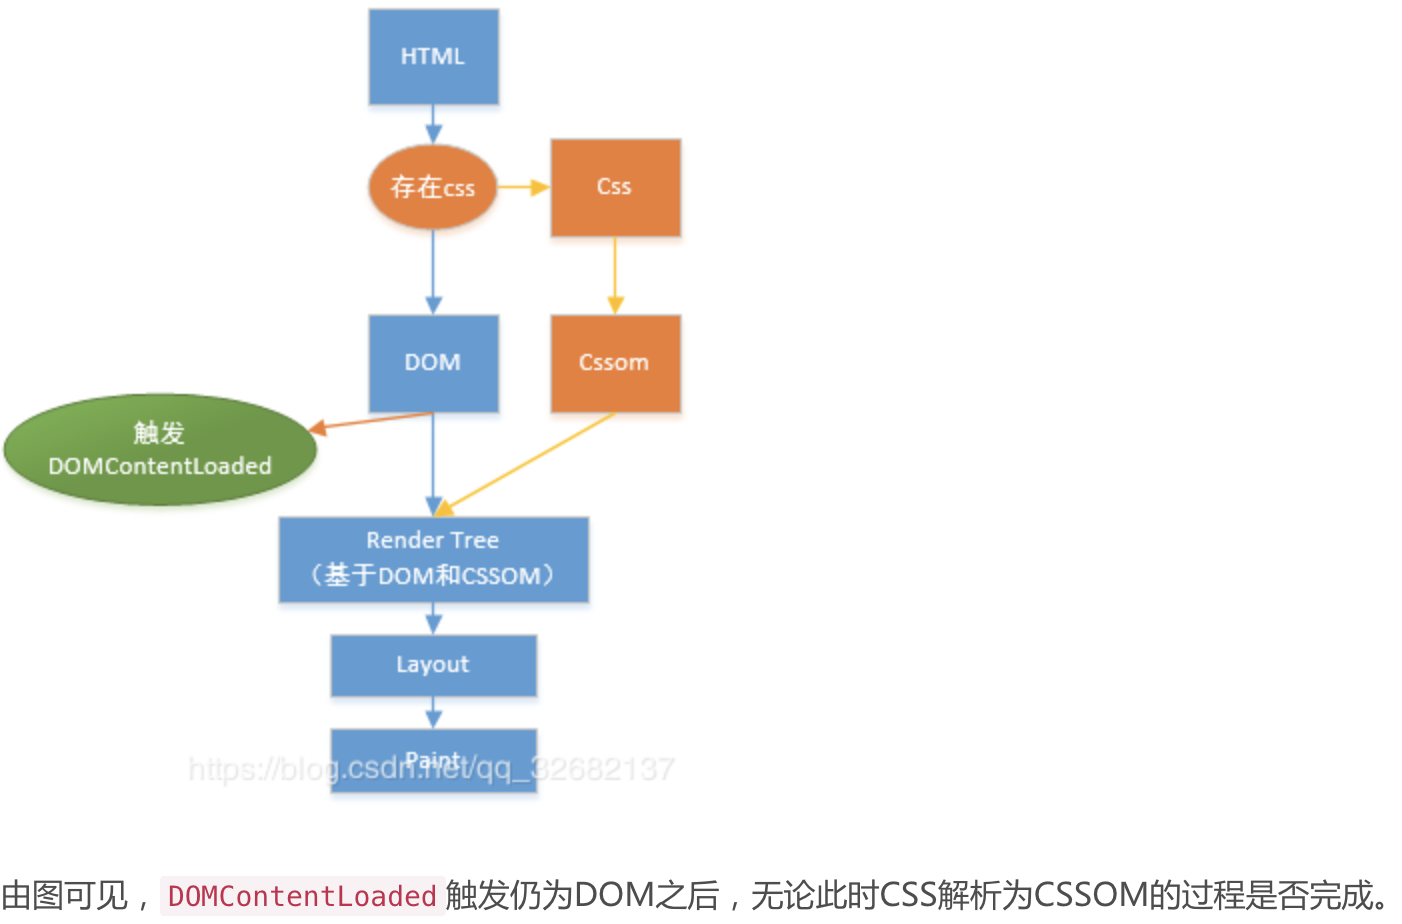 HTML
存在css
Css
DOM
Cssom
触发
DOMContentLoaded
Render Tree
（基于DOM和CSSOM）
Layout
Paint
https://blog.csdn.net/qq_32682137
由图可见，DOMContentLoaded触发仍为DOM之后，无论此时CSS解析为CSSOM的过程是否完成。